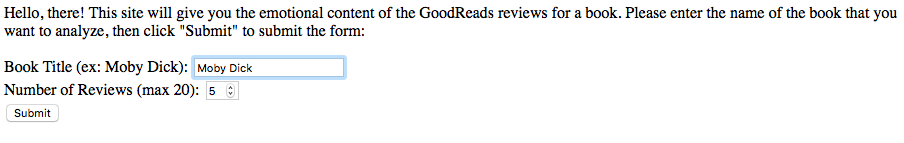 Hello, there! This site will give you the emotional content of the GoodReads reviews for a book. Please enter the name of the book that you
want to analyze, then click "Submit" to submit the form:
Book Title (ex: Moby Dick): Moby Dick
Number of Reviews (max 20): 5
Submit